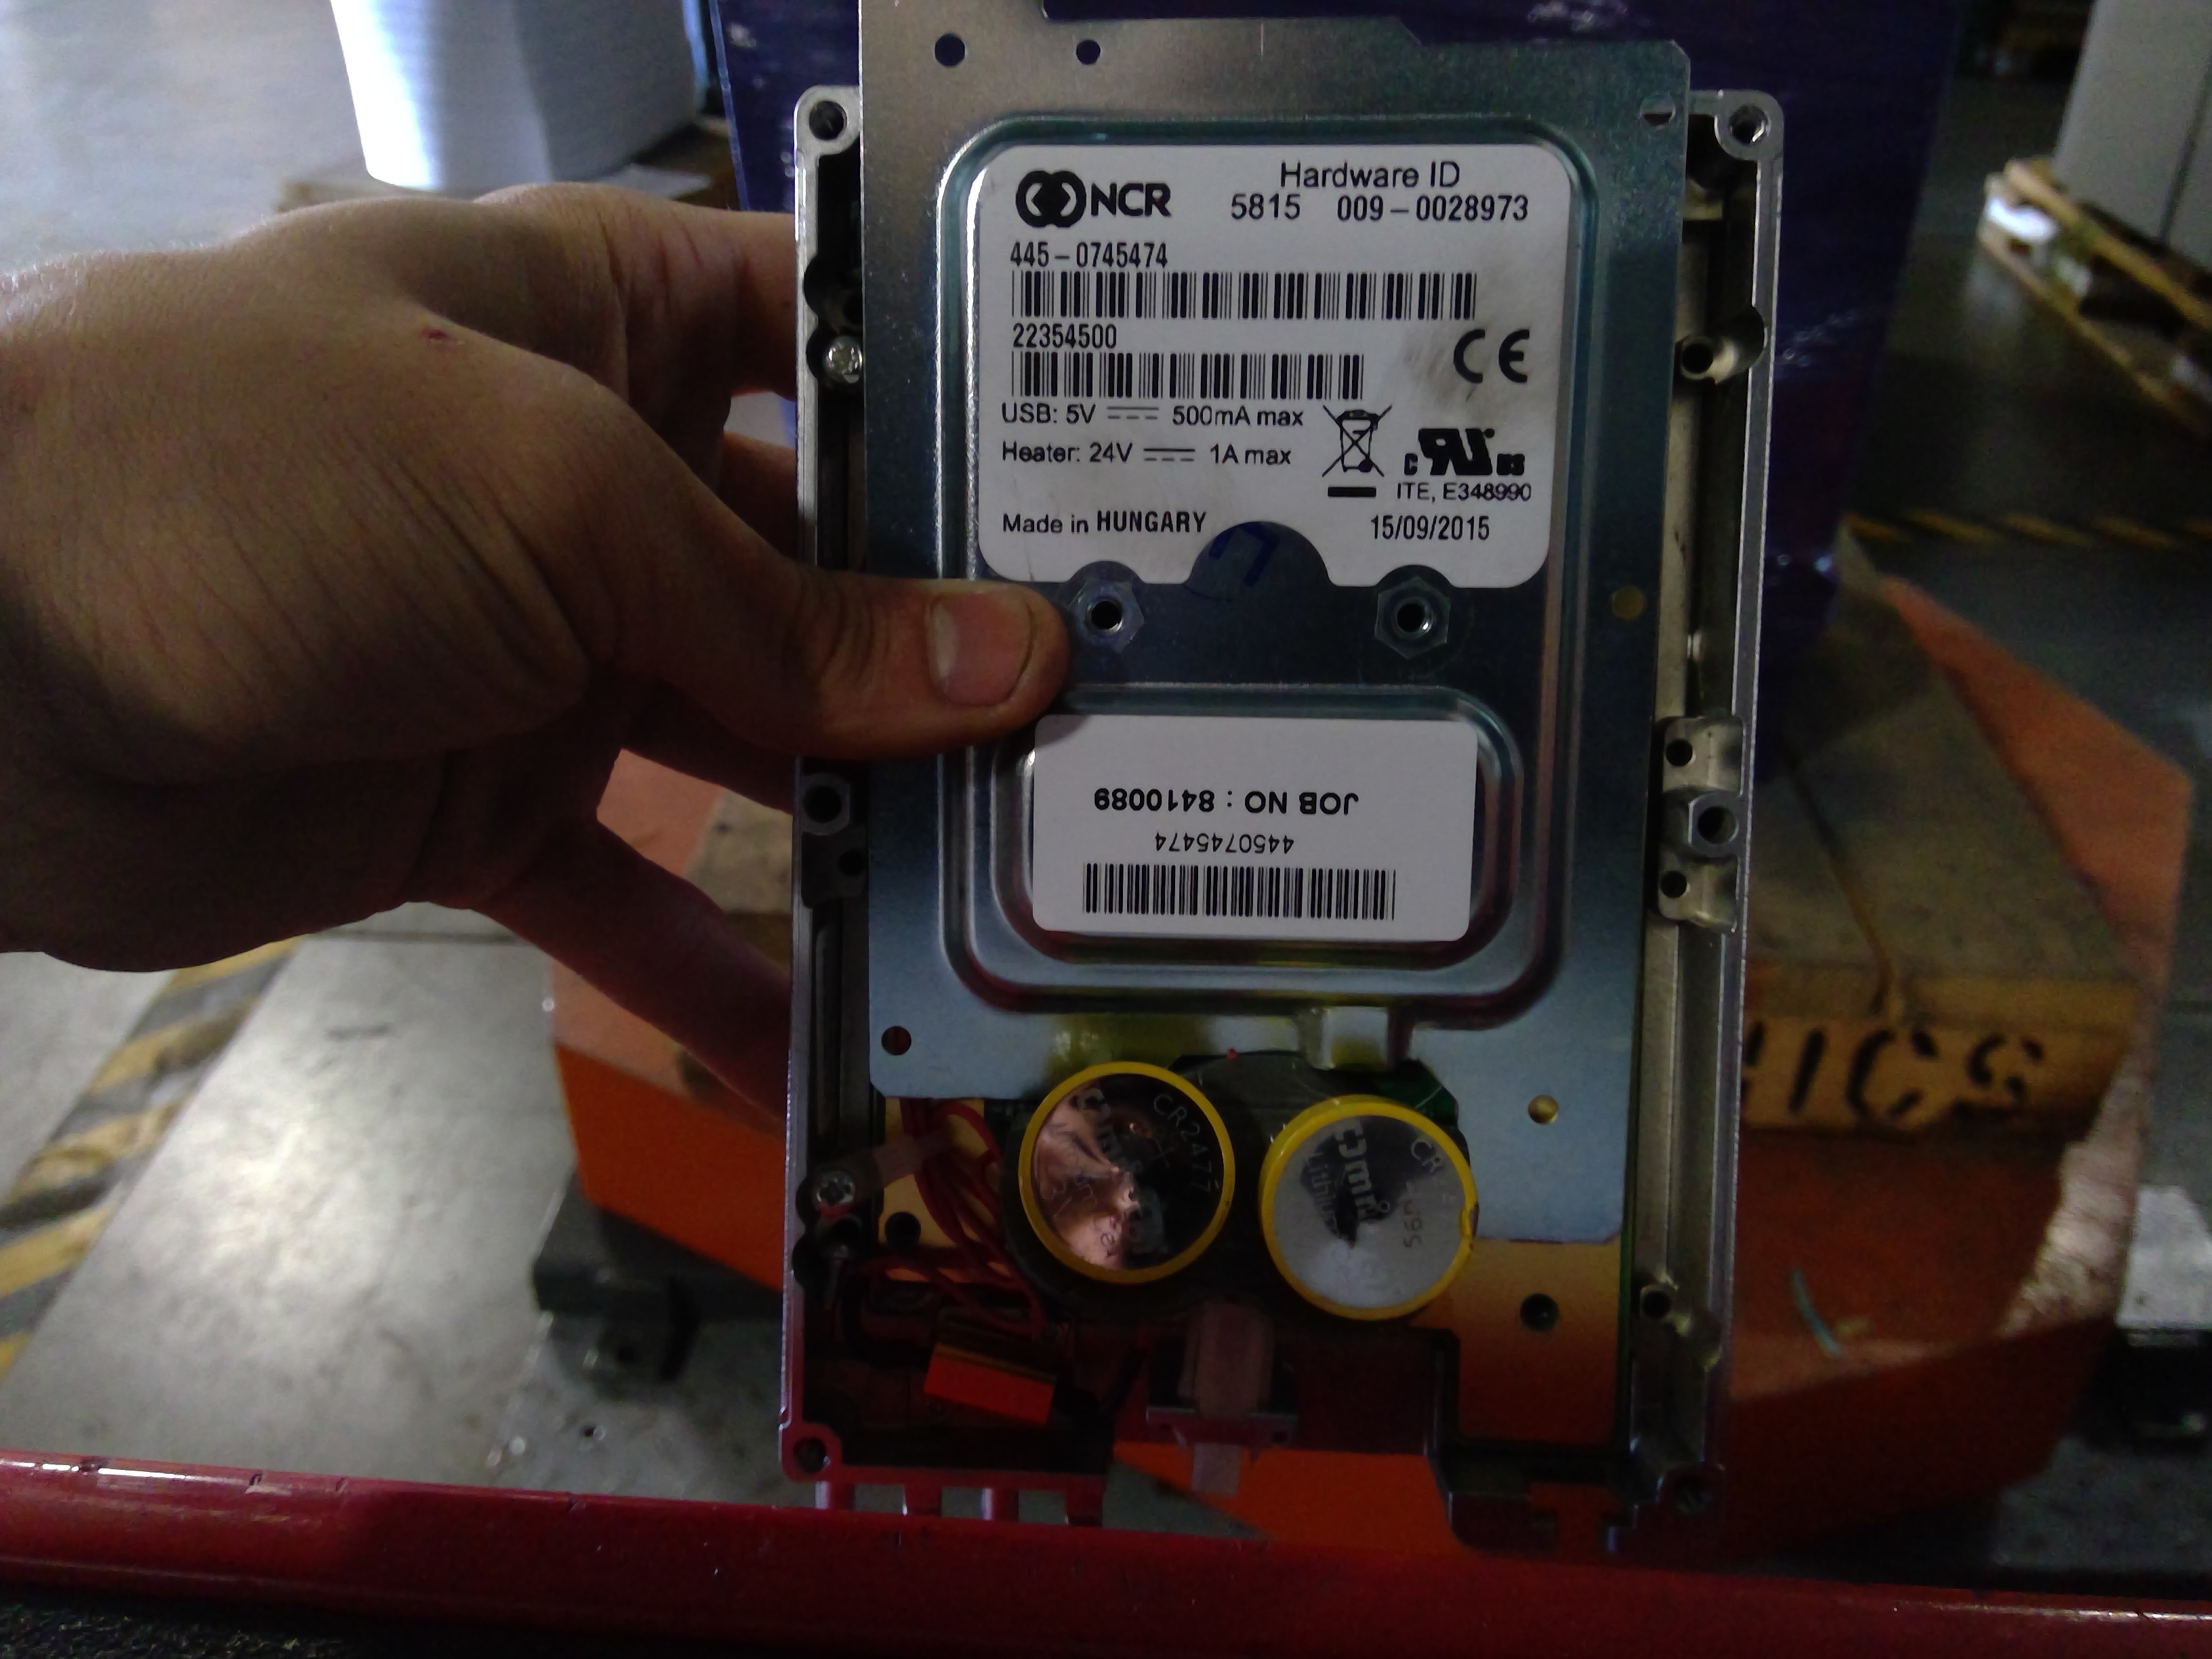 NCR
Hardware ID
5815 009-0028973
445-0745474
22354500
CE
USB: 5V 500mA max
Heater: 24V 1A max
ITE, E348990
Made in HUNGARY
15/09/2015
JOB NO : 8410089
4450745474
CR2477
Lithium